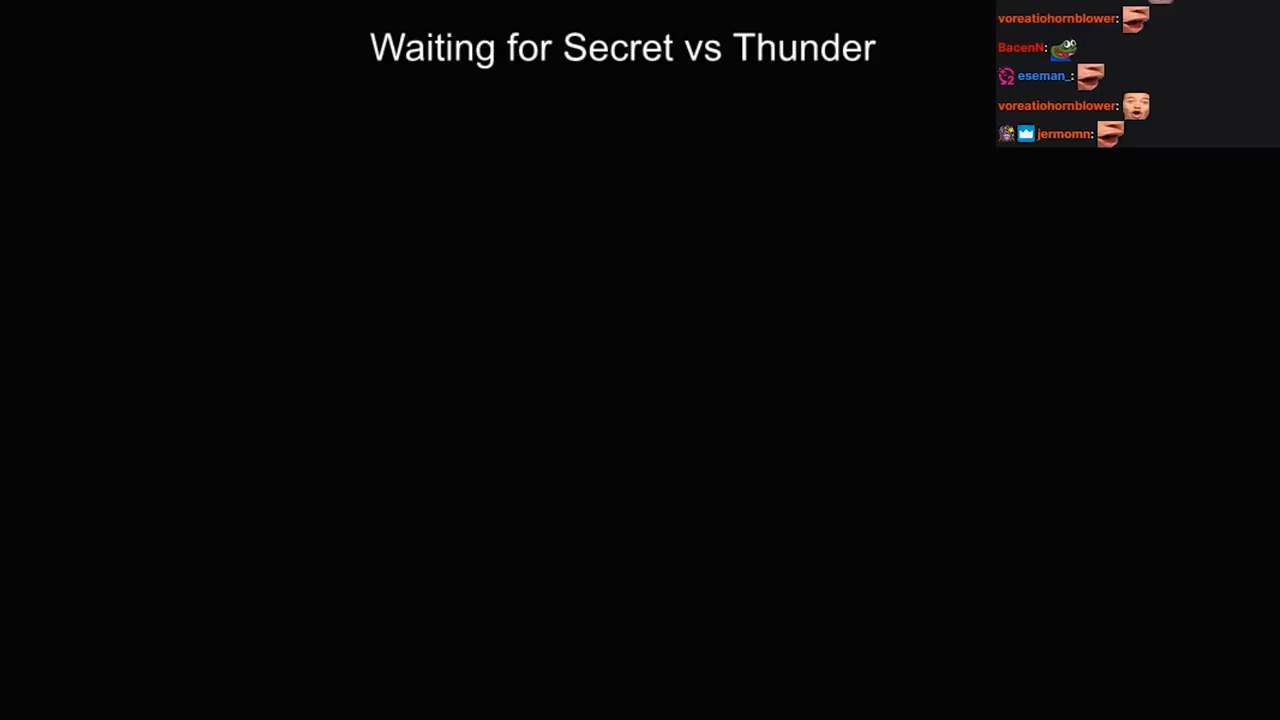 Waiting for Secret vs Thunder
voreatiohornblower:
BacenN:
eseman_:
voreatiohornblower:
jermomn: